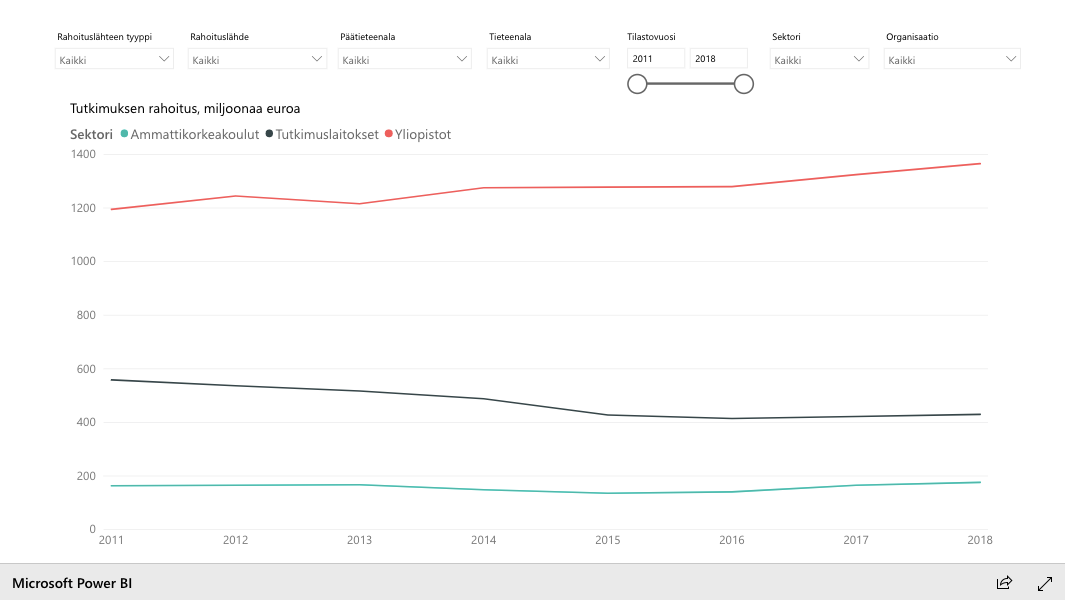 Rahoituslähteen tyyppi Rahoituslähde Päätieteenala Tieteenala Tilastovuosi Sektori Organisaatio
Kaikki Kaikki Kaikki Kaikki 2011 2018 Kaikki Kaikki
Tutkimuksen rahoitus, miljoonaa euroa
Sektori Ammattikorkeakoulut Tutkimuslaitokset Yliopistot
1400
1200
1000
800
600
400
200
0
2011 2012 2013 2014 2015 2016 2017 2018
Microsoft Power BI